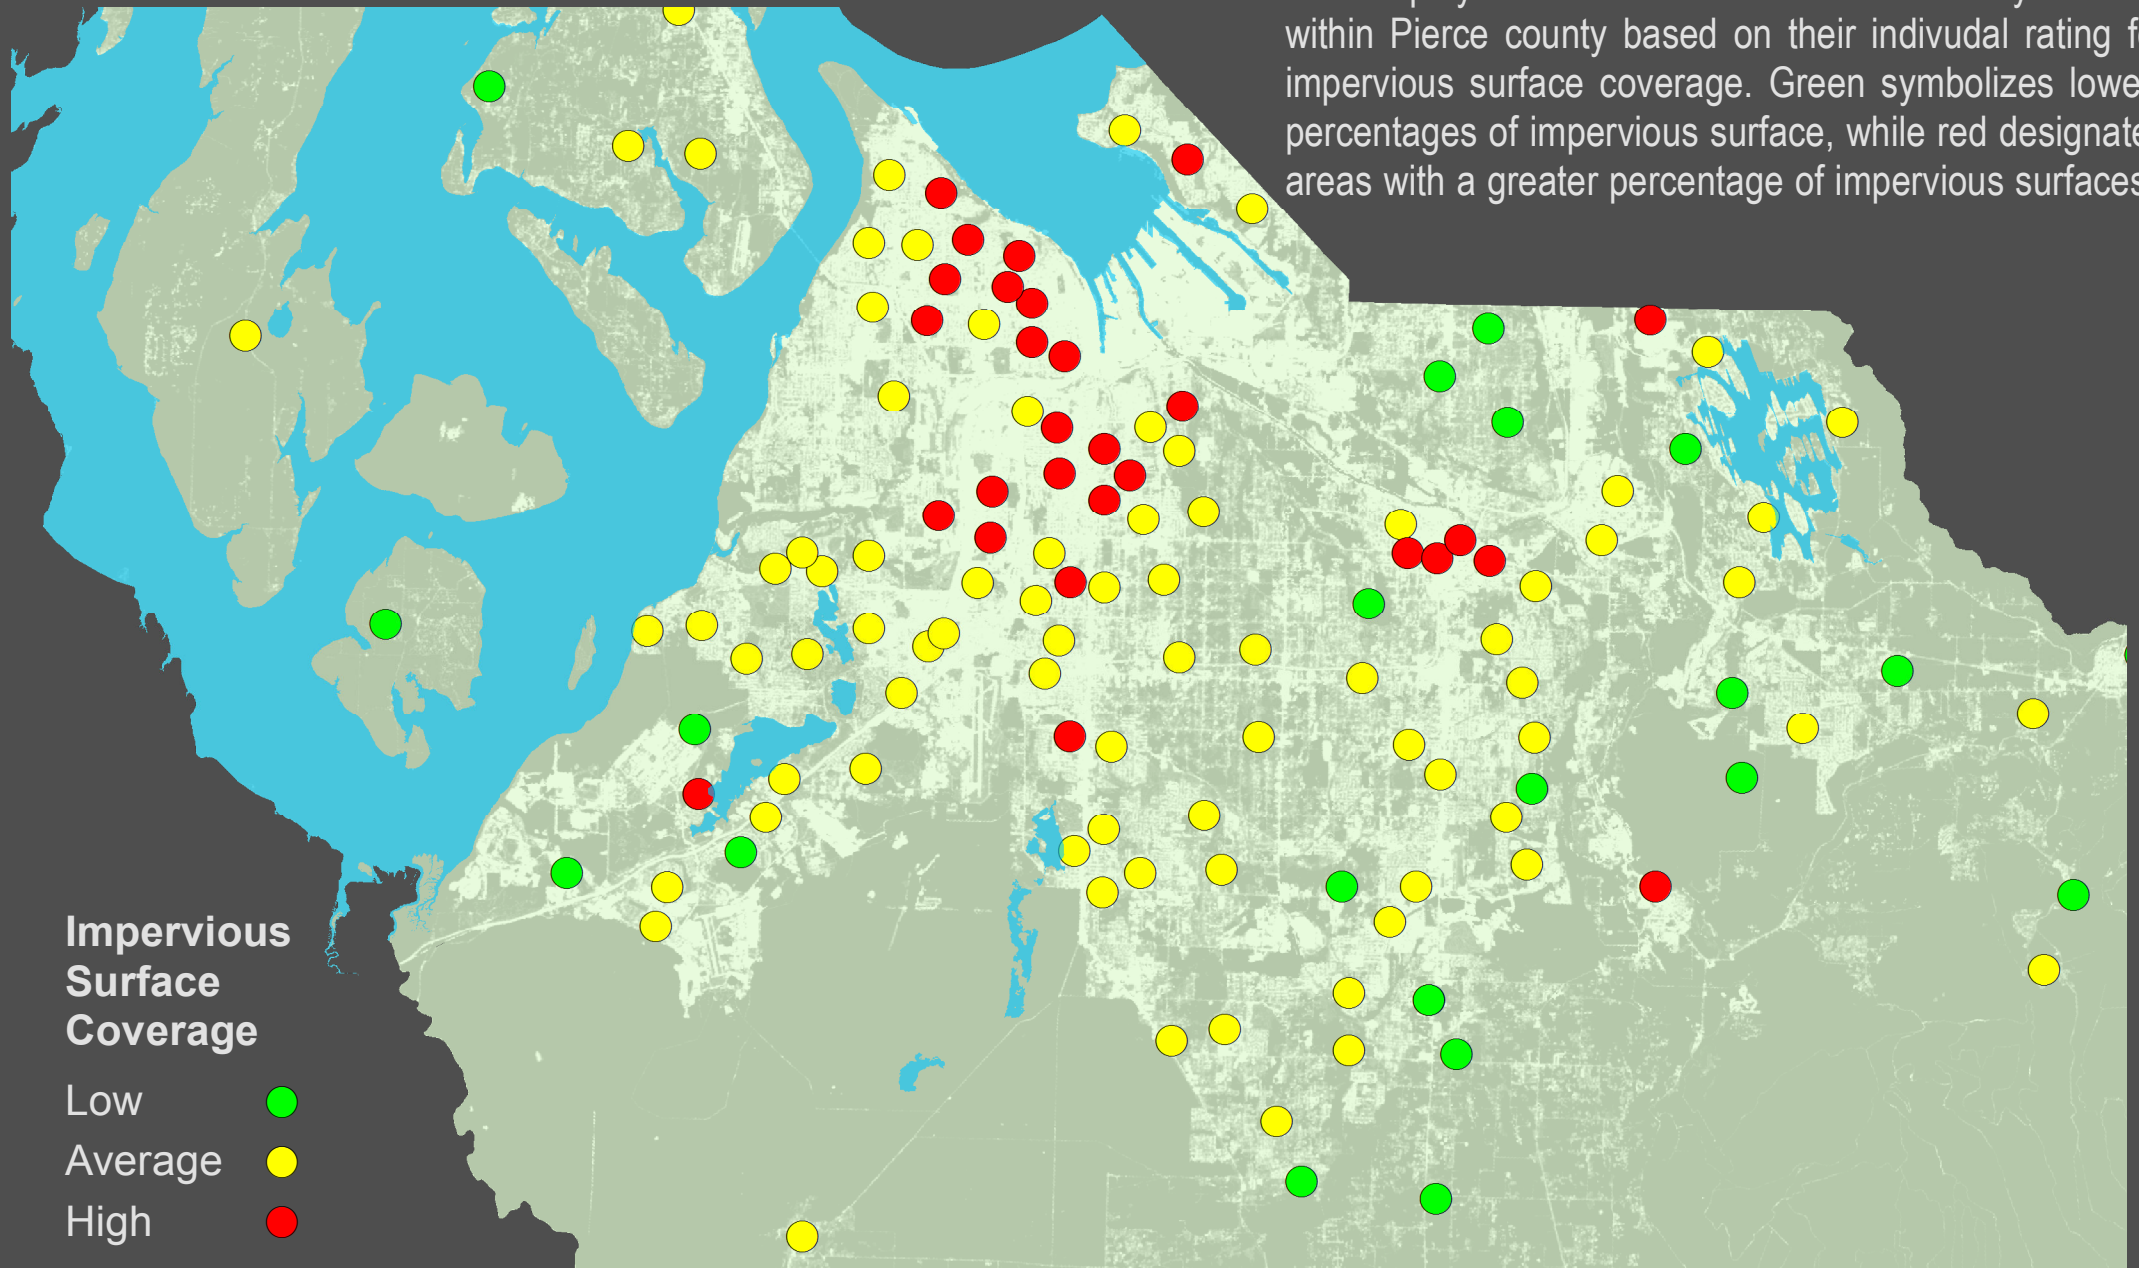 within Pierce county based on their indivudal rating
impervious surface coverage. Green symbolizes
percentages of impervious surface, while red
areas with a greater percentage of impervious surfaces
Impervious
Surface
Coverage
Low
Average
High